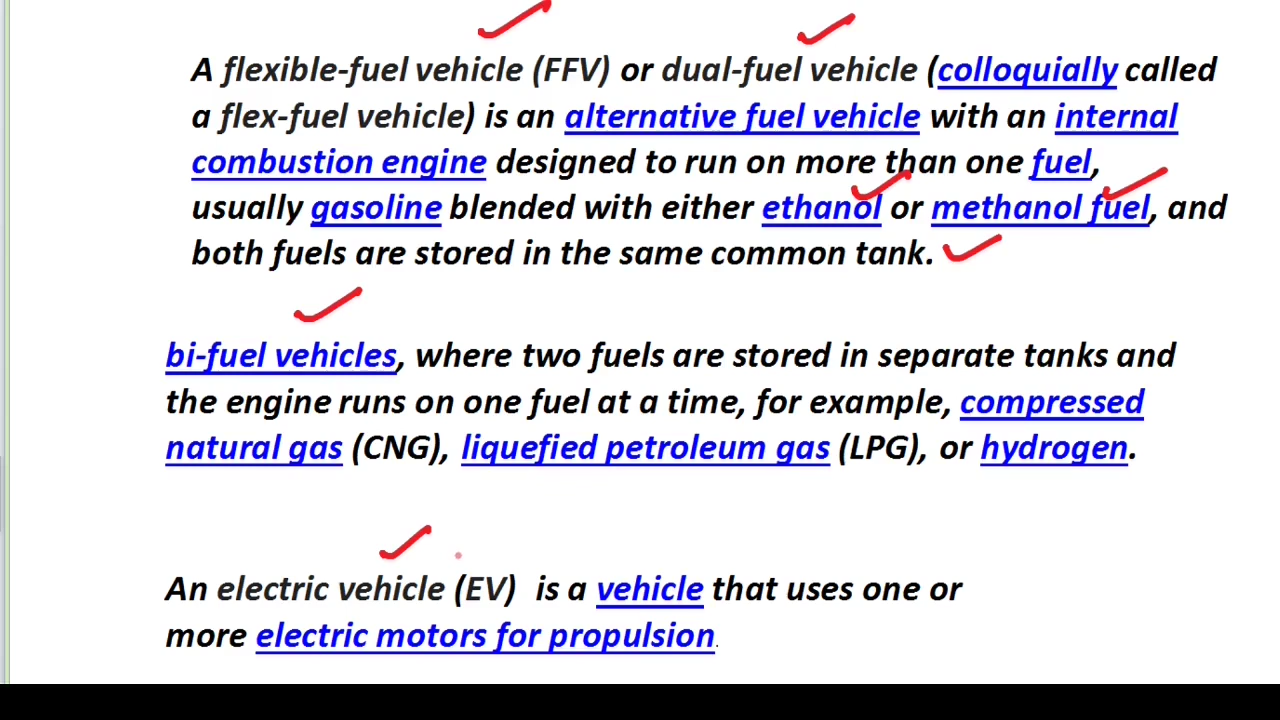 A flexible-fuel vehicle (FFV) or dual-fuel vehicle (colloquially called
a flex-fuel vehicle) is an alternative fuel vehicle with an internal
combustion engine designed to run on more than one fuel,
usually gasoline blended with either ethanol or methanol fuel, and
both fuels are stored in the same common tank.
bi-fuel vehicles, where two fuels are stored in separate tanks and
the engine runs on one fuel at a time, for example, compressed
natural gas (CNG), liquefied petroleum gas (LPG), or hydrogen.
An electric vehicle (EV) is a vehicle that uses one or
more electric motors for propulsion.